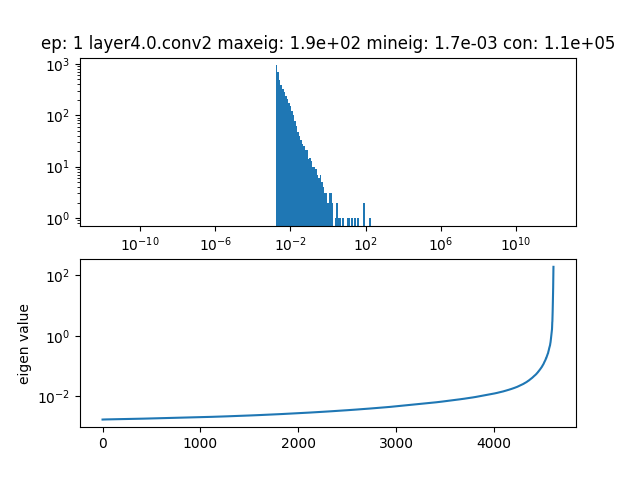 ep: 1 layer4.0.conv2 maxeig: 1.9e+02 mineig: 1.7e-03 con: 1.1e+05
10³
10²
10¹
10⁰
10⁻¹⁰ 10⁻⁶ 10⁻² 10² 10⁶ 10¹⁰
eigen value
10²
10⁰
10⁻²
0 1000 2000 3000 4000